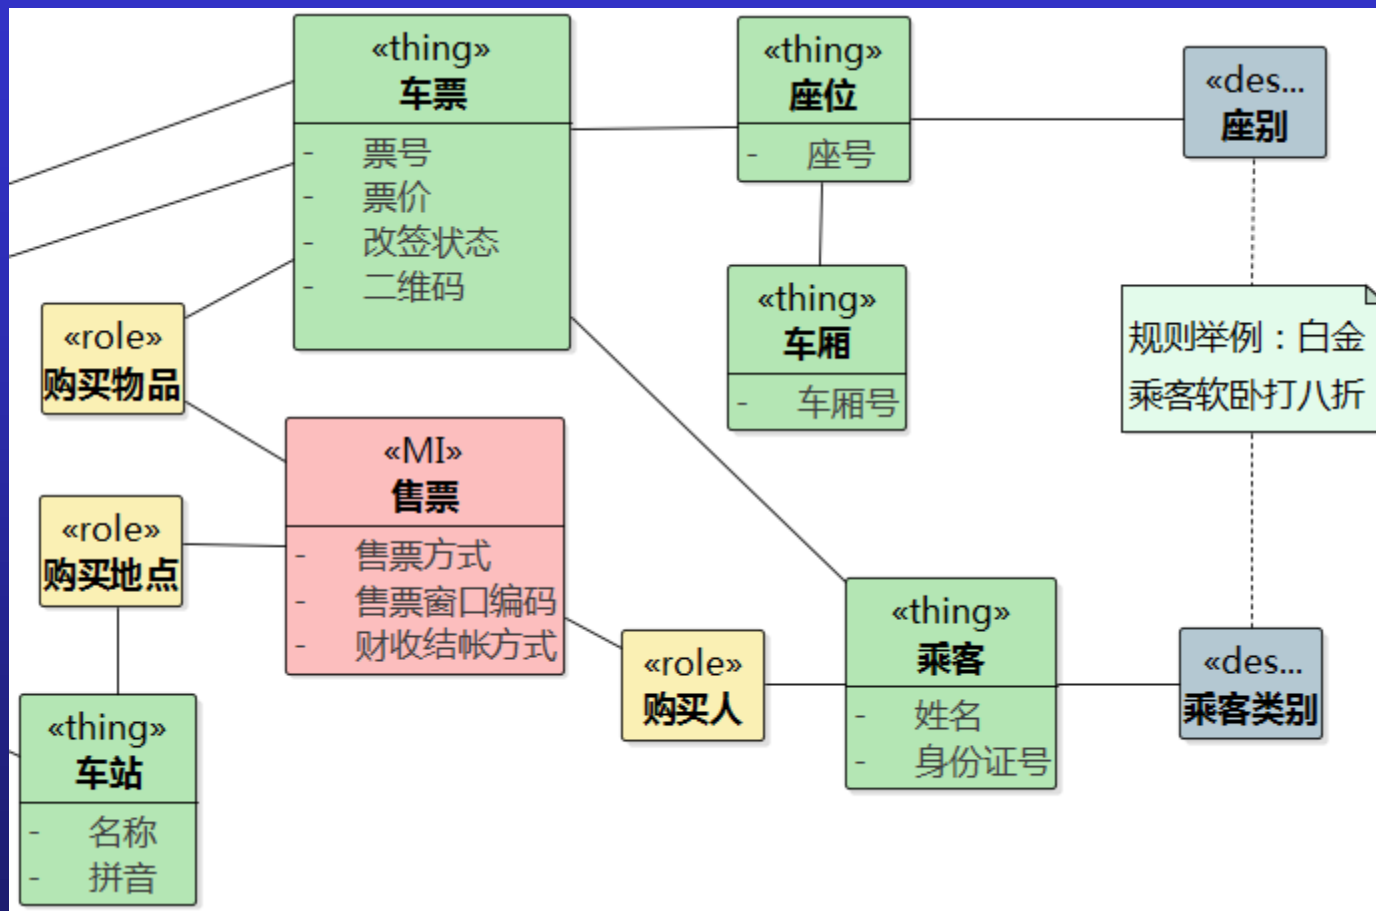 «thing»
车票
- 票号
- 票价
- 改签状态
- 二维码
«thing»
座位
- 座号
«des...
座别
«thing»
车厢
- 车厢号
规则举例：白金
乘客软卧打八折
«role»
购买物品
«MI»
售票
- 售票方式
- 售票窗口编码
- 财收结帐方式
«role»
购买地点
«role»
购买人
«thing»
乘客
- 姓名
- 身份证号
«des...
乘客类别
«thing»
车站
- 名称
- 拼音